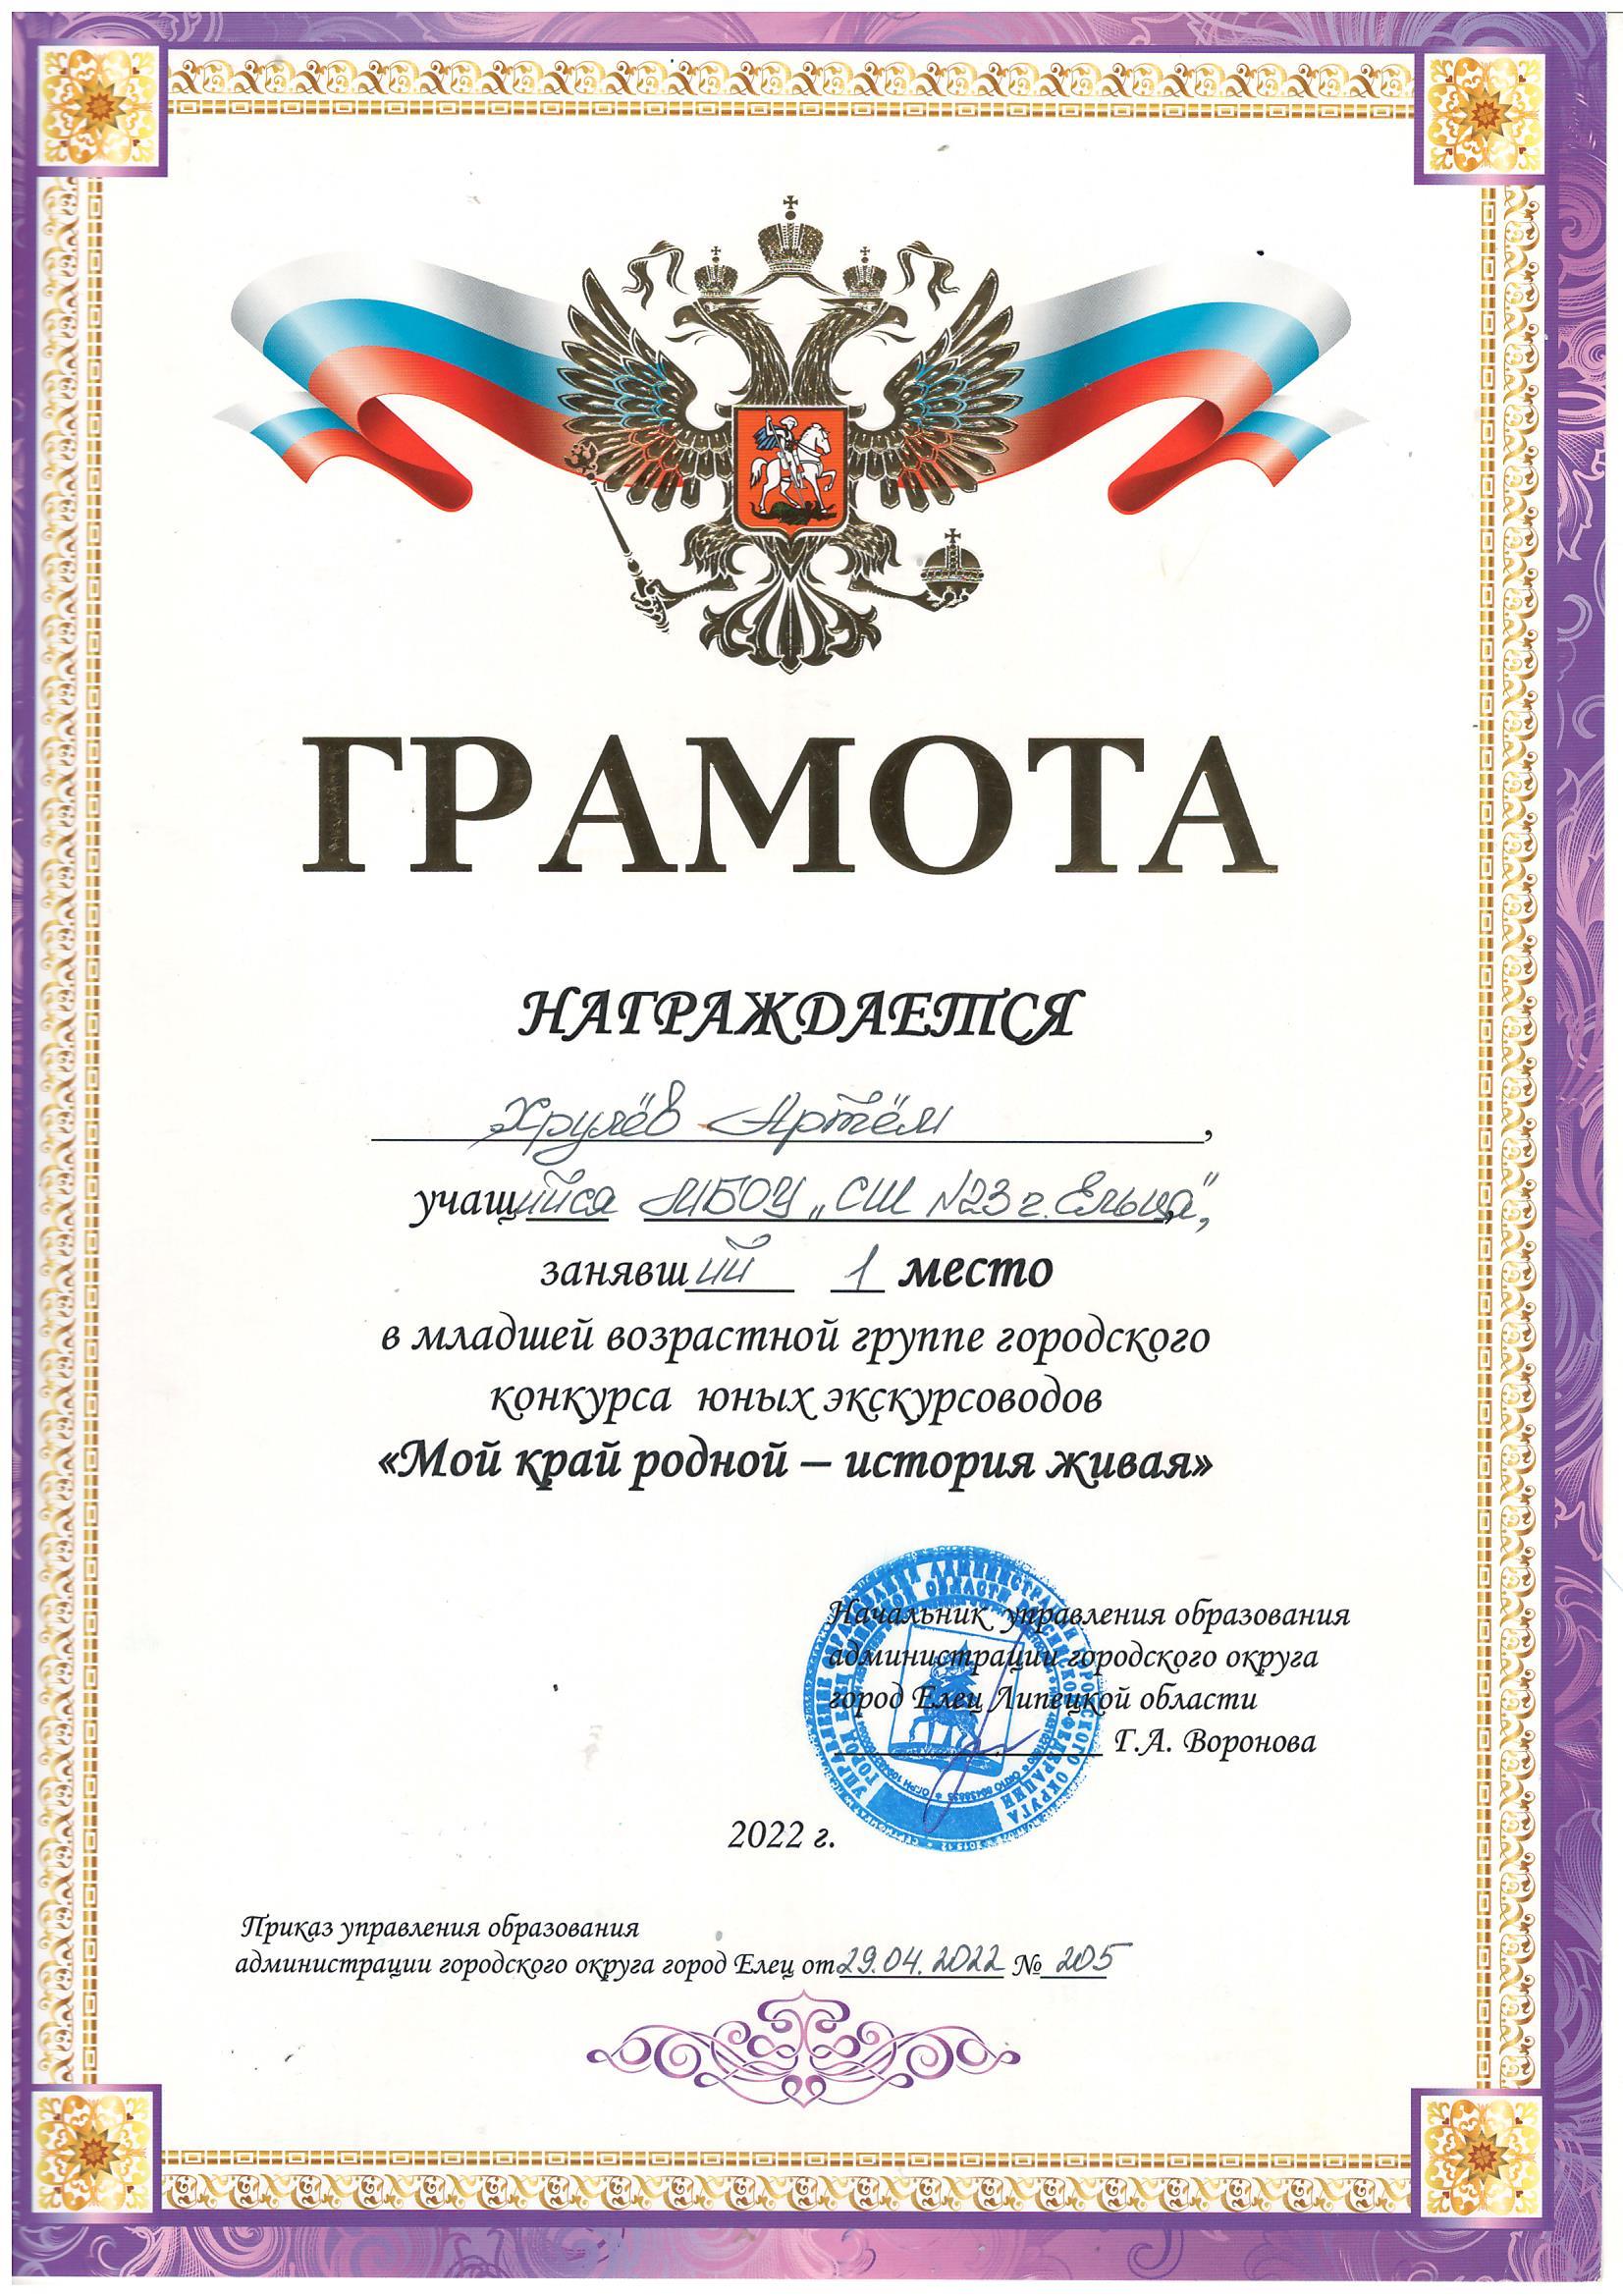 ГРАМОТА
НАГРАЖДАЕТСЯ
Хрулёв Артём,
учащийся МБОУ „СШ №23 г. Ельца",
занявший 1 место
в младшей возрастной группе городского
конкурса юных экскурсоводов
«Мой край родной – история живая»
Начальник управления образования
администрации городского округа
город Елец Липецкой области
Г.А. Воронова
2022 г.
Приказ управления образования
администрации городского округа город Елец от 29.04.2022 № 205